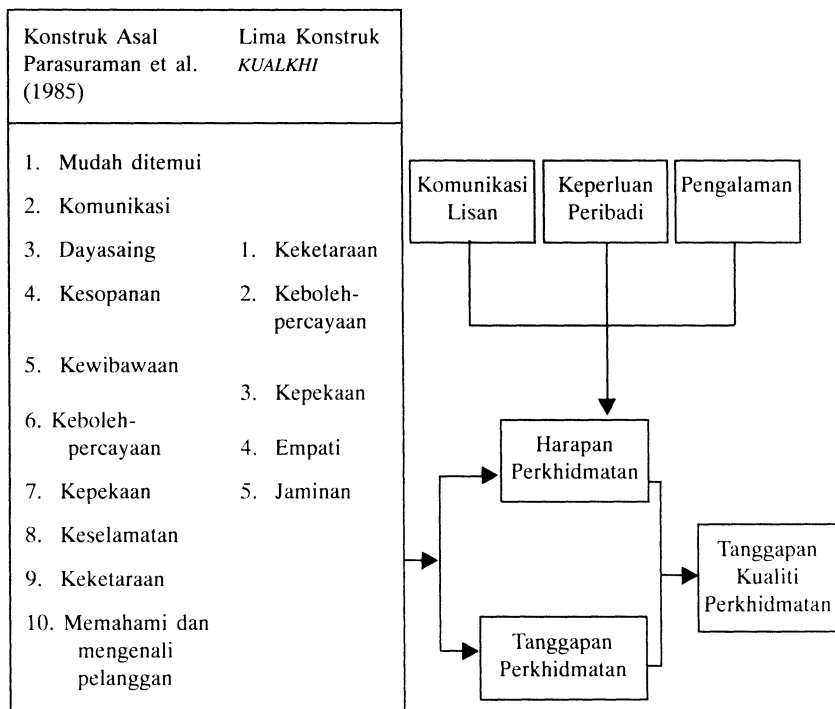 Konstruk Asal
Parasuraman et al.
(1985)
Lima Konstruk
KUALKHI
1. Mudah ditemui
2. Komunikasi
3. Dayasaing
4. Kesopanan
5. Kewibawaan
6. Keboleh-
percayaan
7. Kepekaan
8. Keselamatan
9. Keketaraan
10. Memahami dan
mengenali
pelanggan
1. Keketaraan
2. Keboleh-
percayaan
3. Kepekaan
4. Empati
5. Jaminan
Komunikasi
Lisan
Keperluan
Peribadi
Pengalaman
Harapan
Perkhidmatan
Tanggapan
Perkhidmatan
Tanggapan
Kualiti
Perkhidmatan